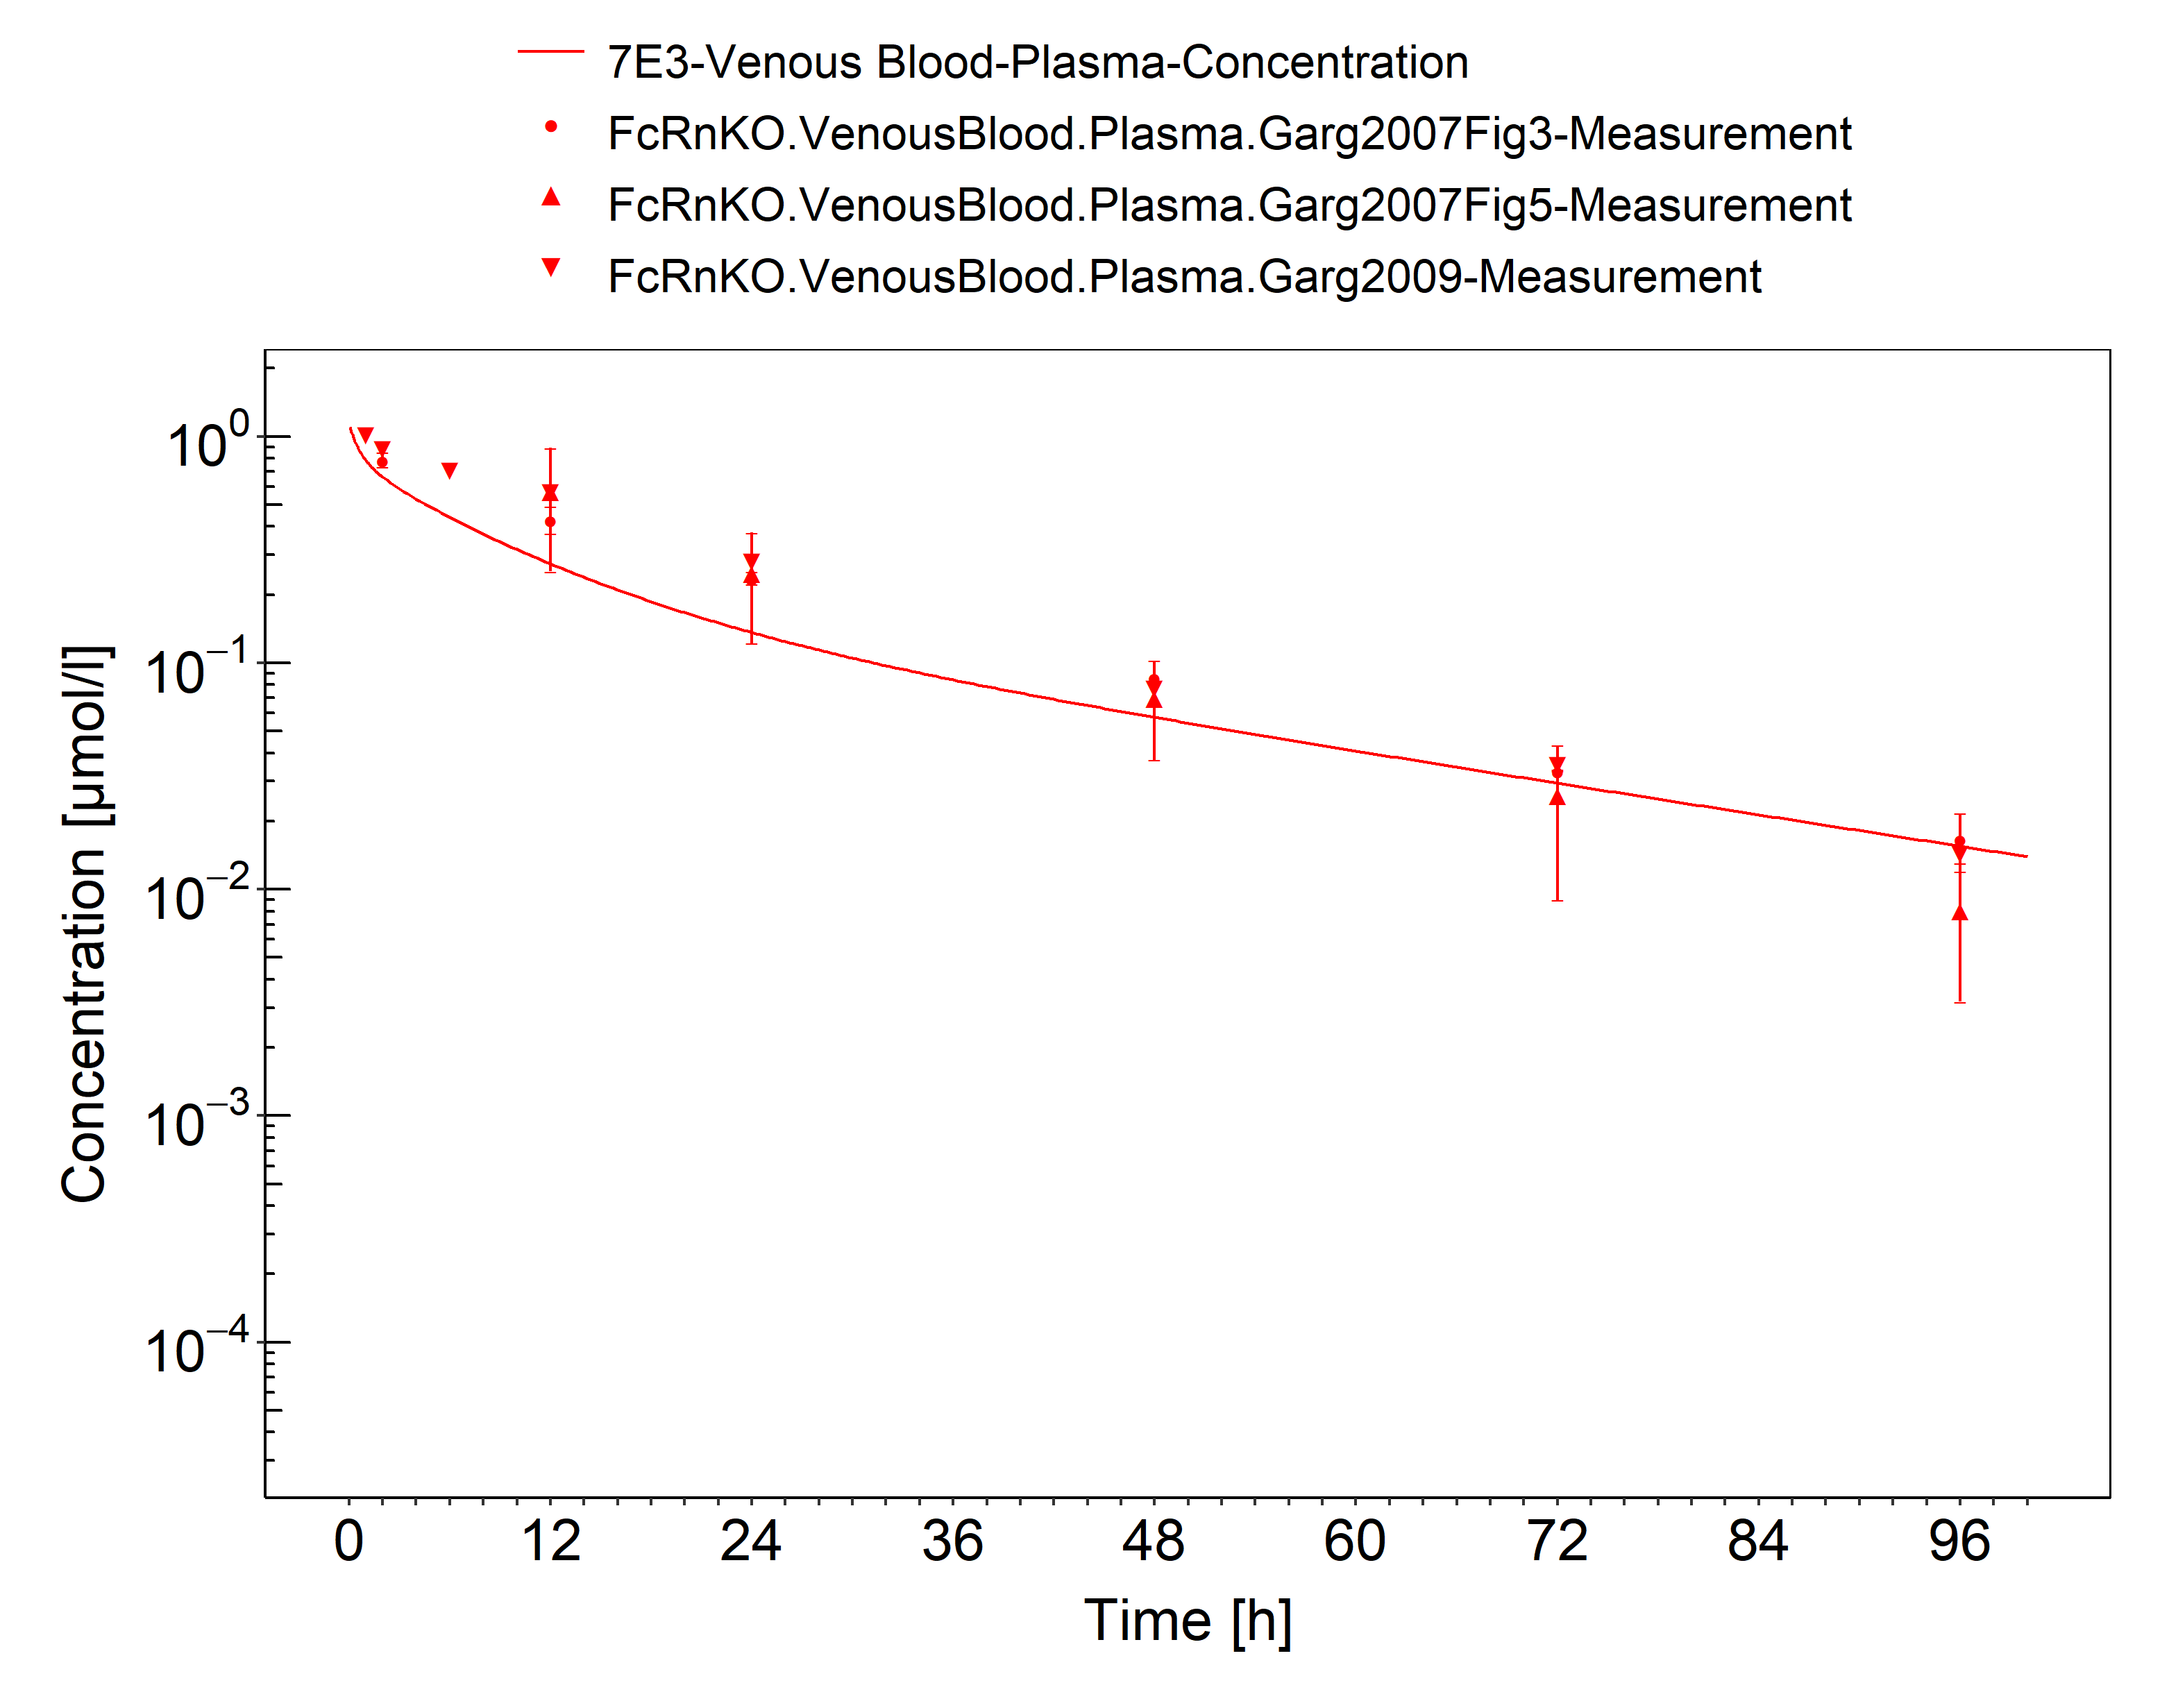 7E3-Venous Blood-Plasma-Concentration
FcRnKO.VenousBlood.Plasma.Garg2007Fig3-Measurement
FcRnKO.VenousBlood.Plasma.Garg2007Fig5-Measurement
FcRnKO.VenousBlood.Plasma.Garg2009-Measurement
10⁰
10⁻¹
10⁻²
10⁻³
10⁻⁴
Concentration [µmol/l]
0 12 24 36 48 60 72 84 96
Time [h]